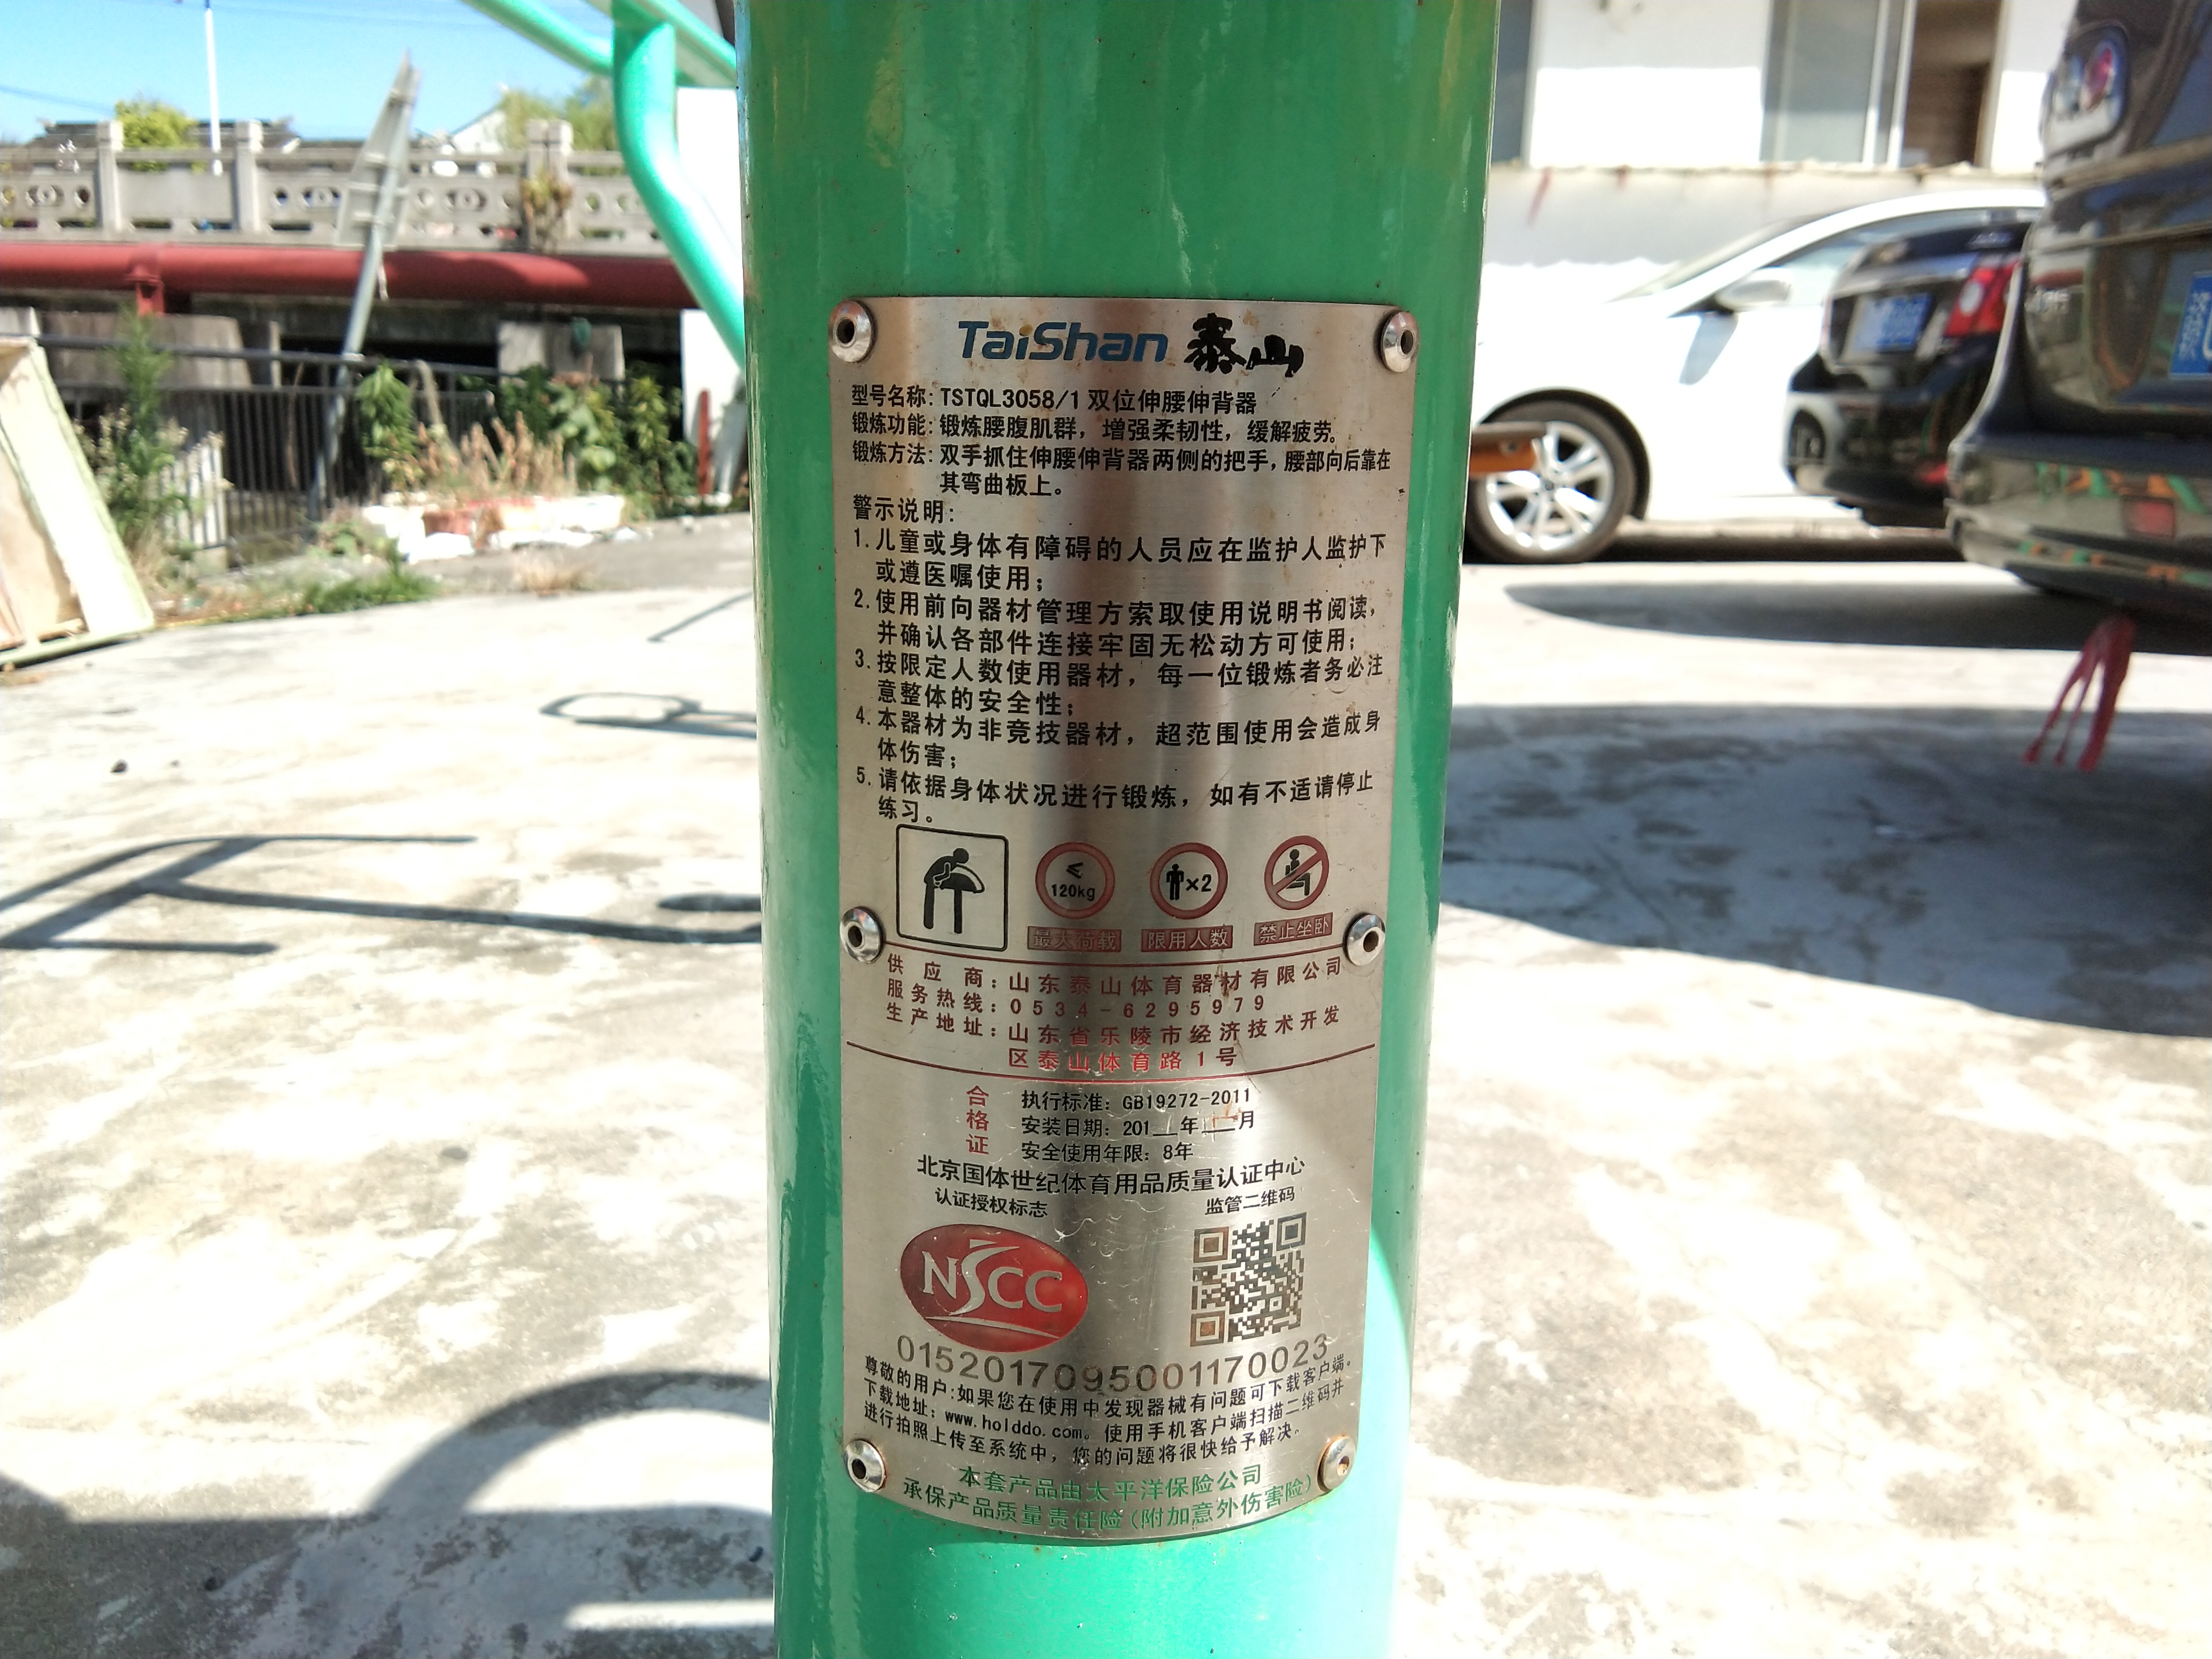 TaiShan 泰山
型号名称: TSTQL3058/1 双位伸腰伸背器
锻炼功能: 锻炼腰腹肌群，增强柔韧性，缓解疲劳。
锻炼方法: 双手抓住伸腰伸背器两侧的把手，腰部向后靠在
其弯曲板上。
警示说明:
1. 儿童或身体有障碍的人员应在监护人监护下
或遵医嘱使用；
2. 使用前向器材管理方索取使用说明书阅读，
并确认各部件连接牢固无松动方可使用；
3. 按限定人数使用器材，每一位锻炼者务必注
意整体的安全性；
4. 本器材为非竞技器材，超范围使用会造成身
体伤害；
5. 请依据身体状况进行锻炼，如有不适请停止
练习。
≤
120kg
×2
最大荷载 限用人数 禁止坐卧
供应商: 山东泰山体育器材有限公司
服务热线: 0534-6295979
生产地址: 山东省乐陵市经济技术开发
区泰山体育路1号
合格证
执行标准: GB19272-2011
安装日期: 201__年___月
安全使用年限: 8年
北京国体世纪体育用品质量认证中心
认证授权标志 监管二维码
NSCC
0152017095001170023
尊敬的用户:如果您在使用中发现器械有问题可下载客户端。
下载地址: www.holddo.com。使用手机客户端扫描二维码并
进行拍照上传至系统中，您的问题将很快给予解决。
本套产品由太平洋保险公司
承保产品质量责任险(附加意外伤害险)